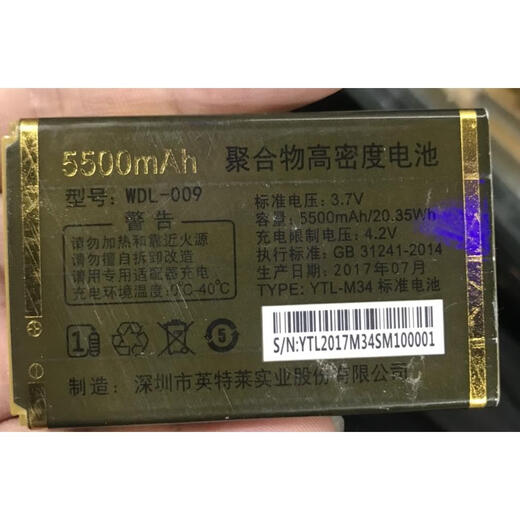 5500mAh 聚合物高密度电池
型号: WDL-009
警告
请勿加热和靠近火源
请勿擅自拆卸改造
请用专用适配器充电
充电环境温度:0℃-40℃
标准电压: 3.7V
容量: 5500mAh/20.35Wh
充电限制电压: 4.2V
执行标准: GB 31241-2014
生产日期: 2017年07月
TYPE: YTL-M34 标准电池
S/N:YTL2017M34SM100001
1
5
制造: 深圳市英特莱实业股份有限公司